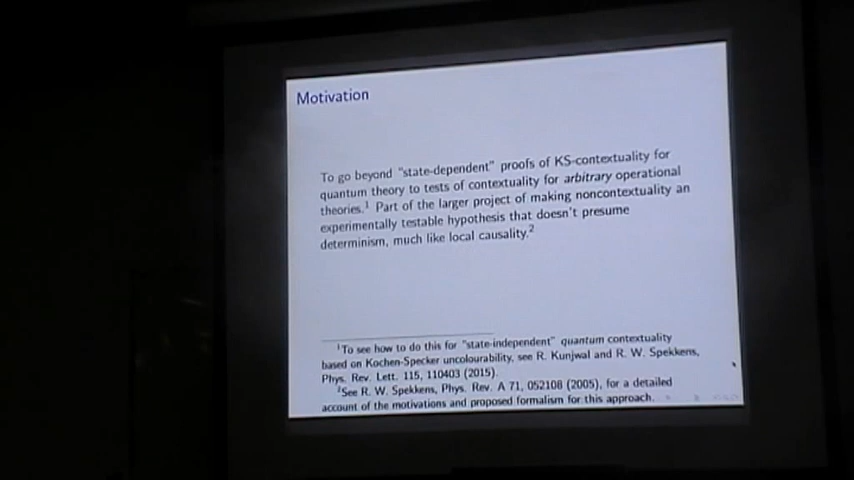 Motivation
To go beyond "state-dependent" proofs of KS-contextuality for
quantum theory to tests of contextuality for arbitrary operational
theories.1 Part of the larger project of making noncontextuality an
experimentally testable hypothesis that doesn't presume
determinism, much like local causality.2
1To see how to do this for "state-independent" quantum contextuality
based on Kochen-Specker uncolourability, see R. Kunjwal and R. W. Spekkens,
Phys. Rev. Lett. 115, 110403 (2015).
2See R. W. Spekkens, Phys. Rev. A 71, 052108 (2005), for a detailed
account of the motivations and proposed formalism for this approach.